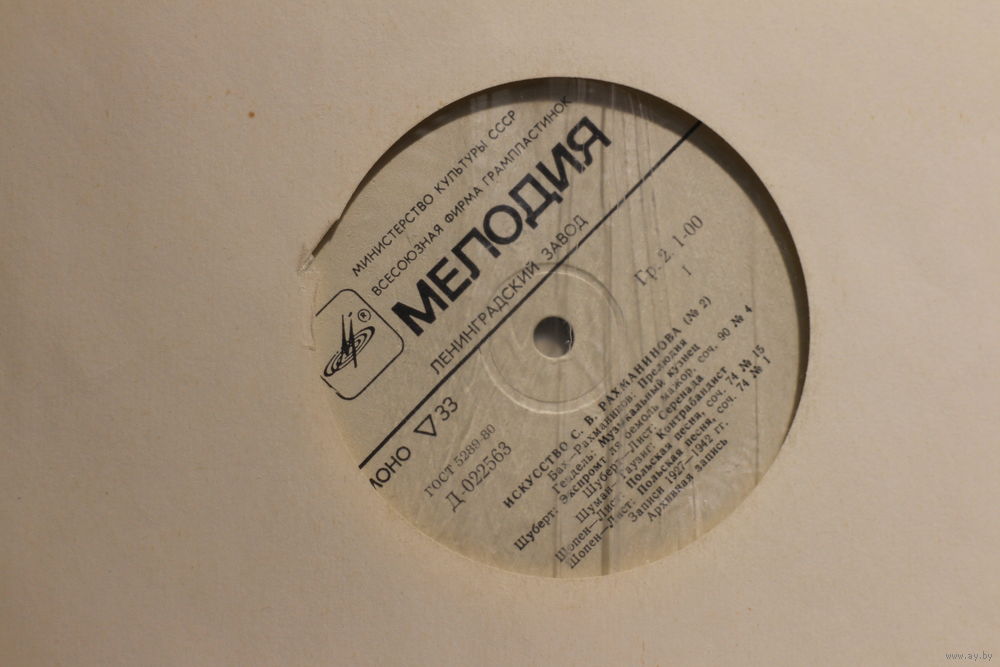 МИНИСТЕРСТВО КУЛЬТУРЫ СССР
ВСЕСОЮЗНАЯ ФИРМА ГРАМПЛАСТИНОК
МЕЛОДИЯ
ЛЕНИНГРАДСКИЙ ЗАВОД
®
МОНО ▽33
ГОСТ 5289-80
Д-022563
Гр. 2. 1-00
1
ИСКУССТВО С. В. РАХМАНИНОВА (№ 2)
Бах—Рахманинов: Прелюдия
Гендель: Музыкальный кузнец
Шуберт: Экспромт ля бемоль мажор, соч. 90 № 4
Шуберт—Лист: Серенада
Шуман—Таузиг: Контрабандист
Шопен—Лист: Польская песня, соч. 74 № 15
Шопен—Лист: Польская песня, соч. 74 № 1
Записи 1927—1942 гг.
Архивная запись
www.ay.by